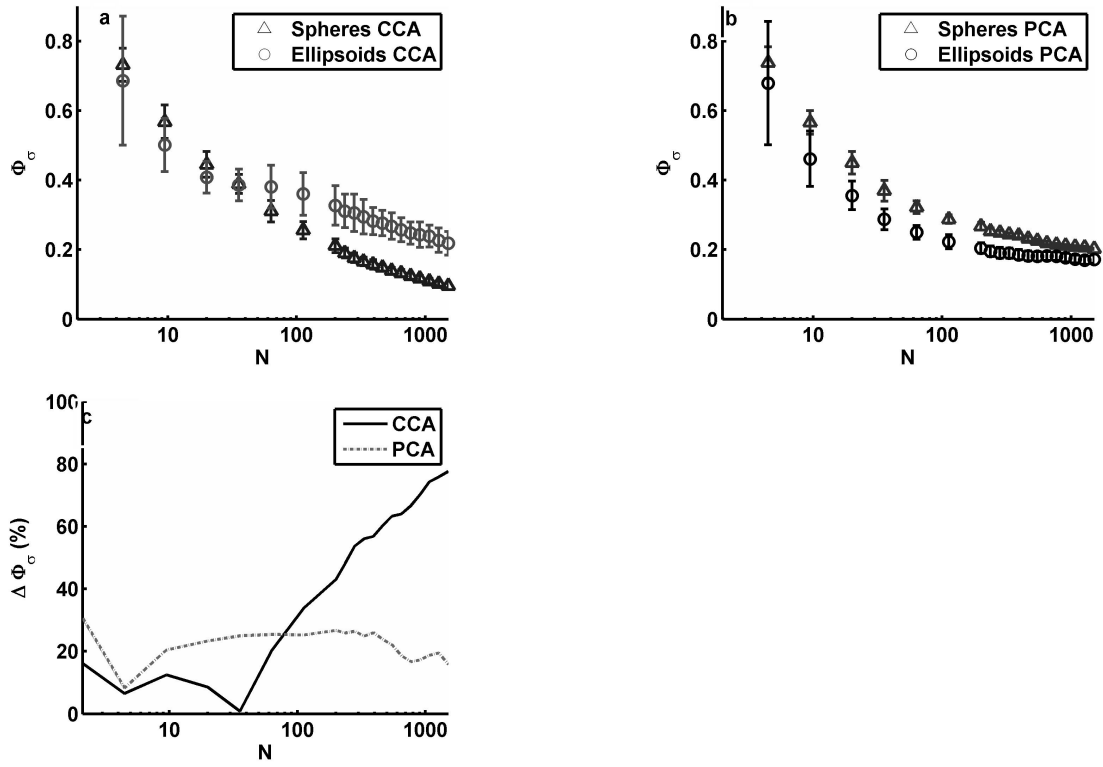 a
Spheres CCA
Ellipsoids CCA
0.8
0.6
0.4
0.2
0
Φσ
10
100
1000
N
b
Spheres PCA
Ellipsoids PCA
0.8
0.6
0.4
0.2
0
Φσ
10
100
1000
N
c
CCA
PCA
100
80
60
40
20
0
Δ Φσ (%)
10
100
1000
N